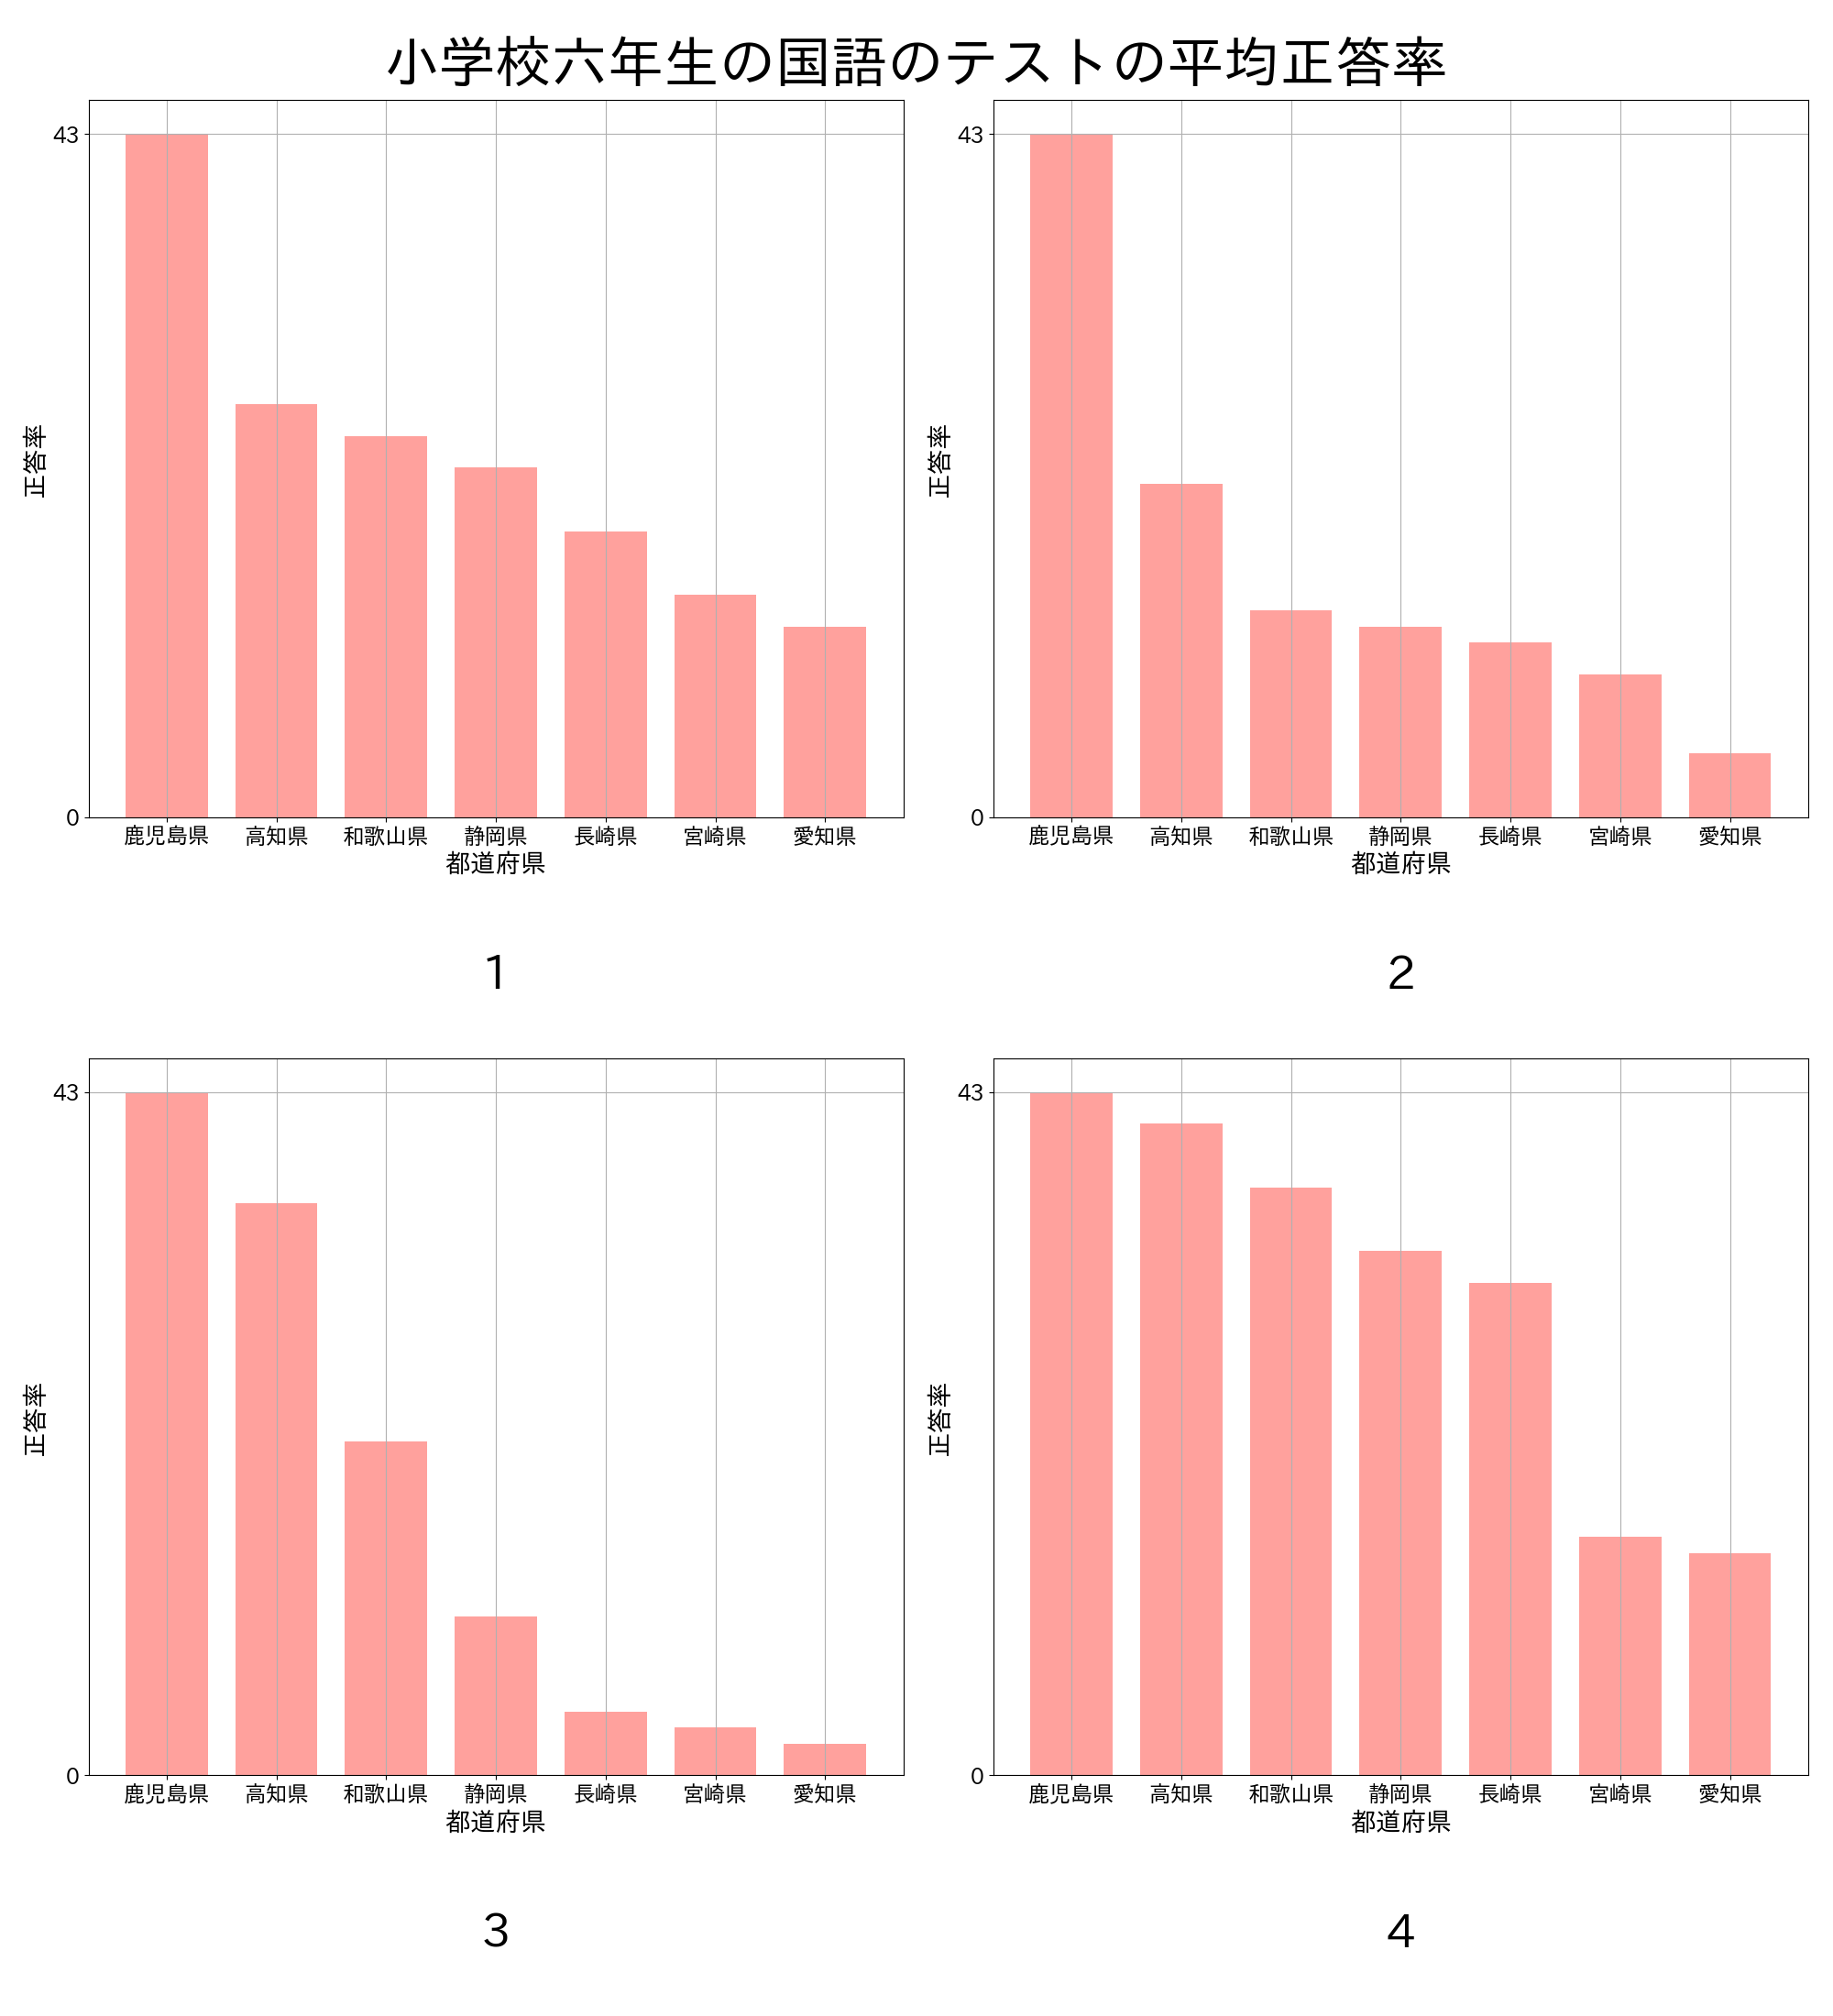 小学校六年生の国語のテストの平均正答率
43
0
正答率
鹿児島県 高知県 和歌山県 静岡県 長崎県 宮崎県 愛知県
都道府県
1
43
0
正答率
鹿児島県 高知県 和歌山県 静岡県 長崎県 宮崎県 愛知県
都道府県
2
43
0
正答率
鹿児島県 高知県 和歌山県 静岡県 長崎県 宮崎県 愛知県
都道府県
3
43
0
正答率
鹿児島県 高知県 和歌山県 静岡県 長崎県 宮崎県 愛知県
都道府県
4